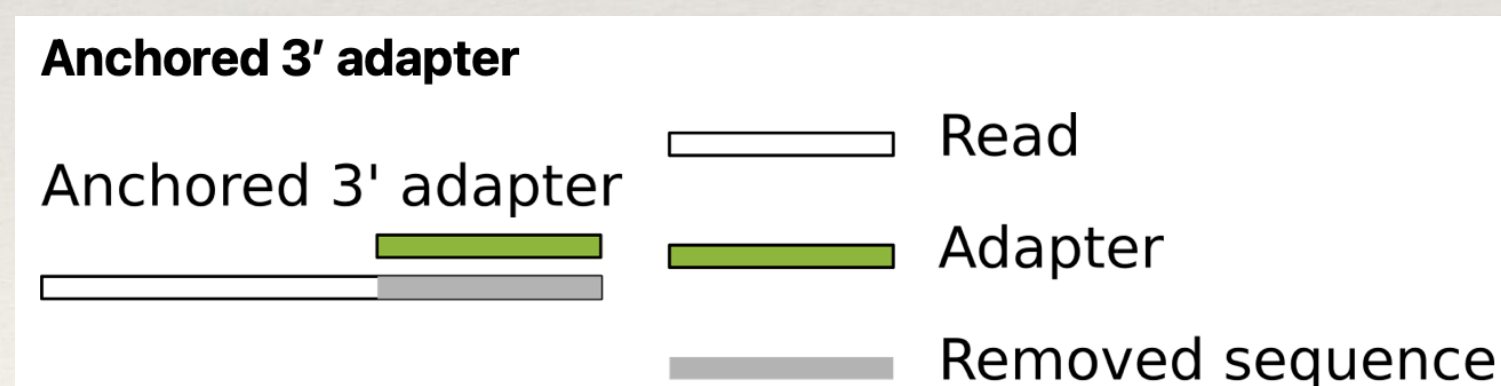 Anchored 3′ adapter
Anchored 3' adapter
Read
Adapter
Removed sequence